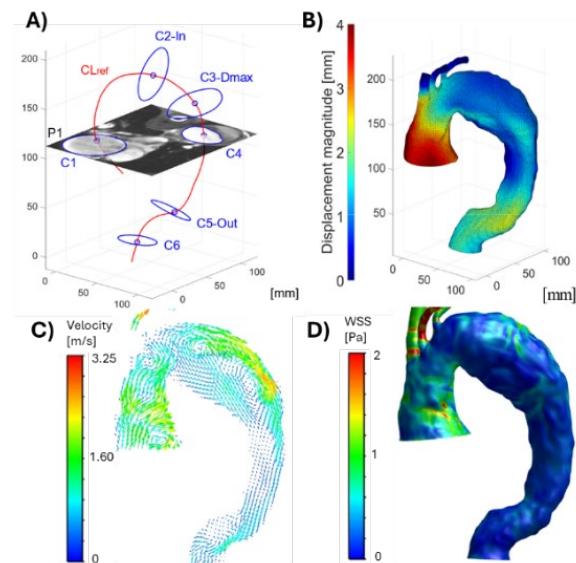 A)
C2-In
CLref
C3-Dmax
P1
C1
C4
C5-Out
C6
200
150
100
50
0
0
50
100
0
50
100
[mm]
B)
Displacement magnitude [mm]
4
3
2
1
0
200
150
100
50
0
50
100
0
50
100
[mm]
C)
Velocity
[m/s]
3.25
1.60
0
D)
WSS
[Pa]
2
1
0